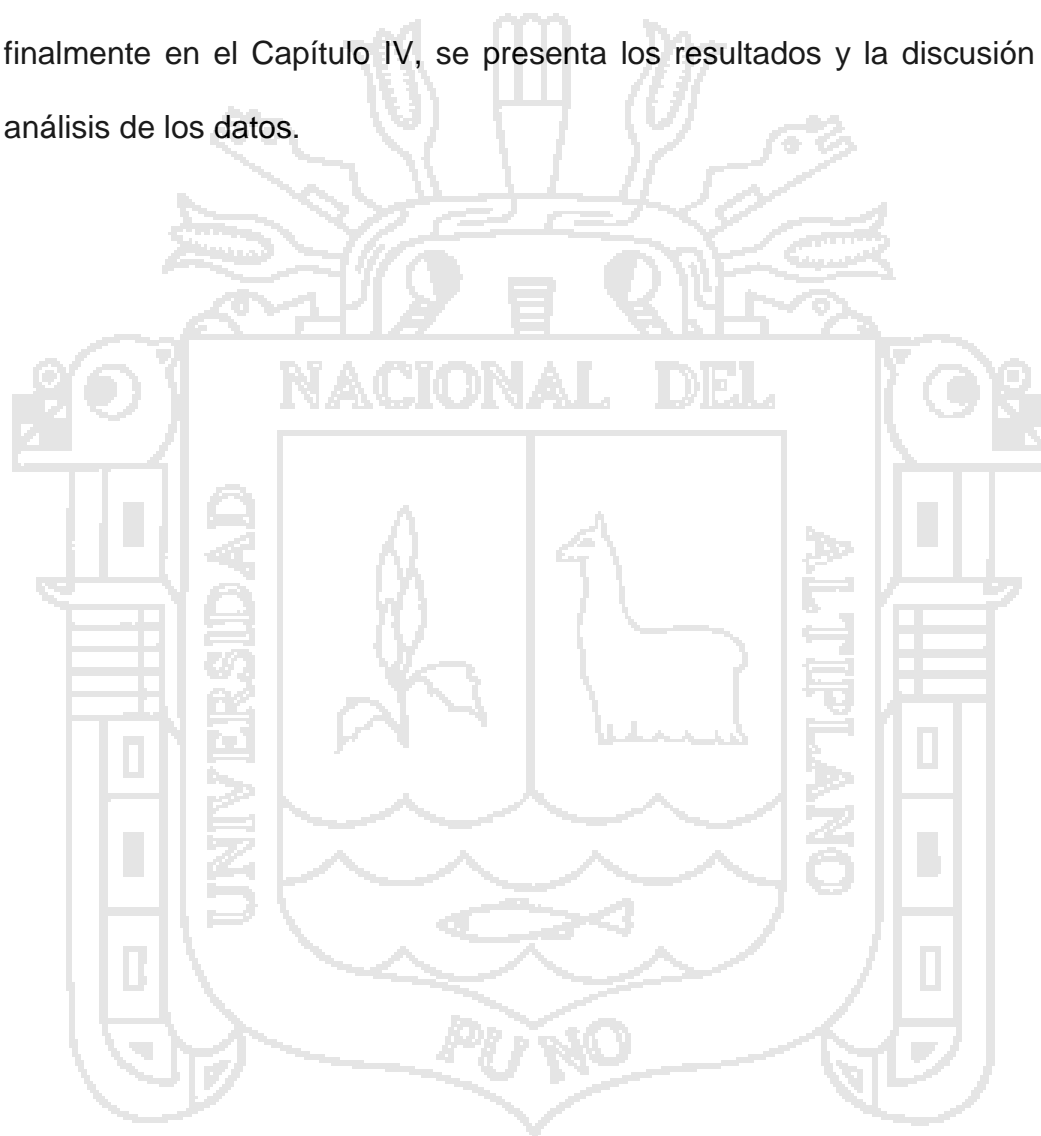 finalmente en el Capítulo IV, se presenta los resultados y la discusión
análisis de los datos.
NACIONAL DEL
UNIVERSIDAD
ALTIPLANO
PUNO